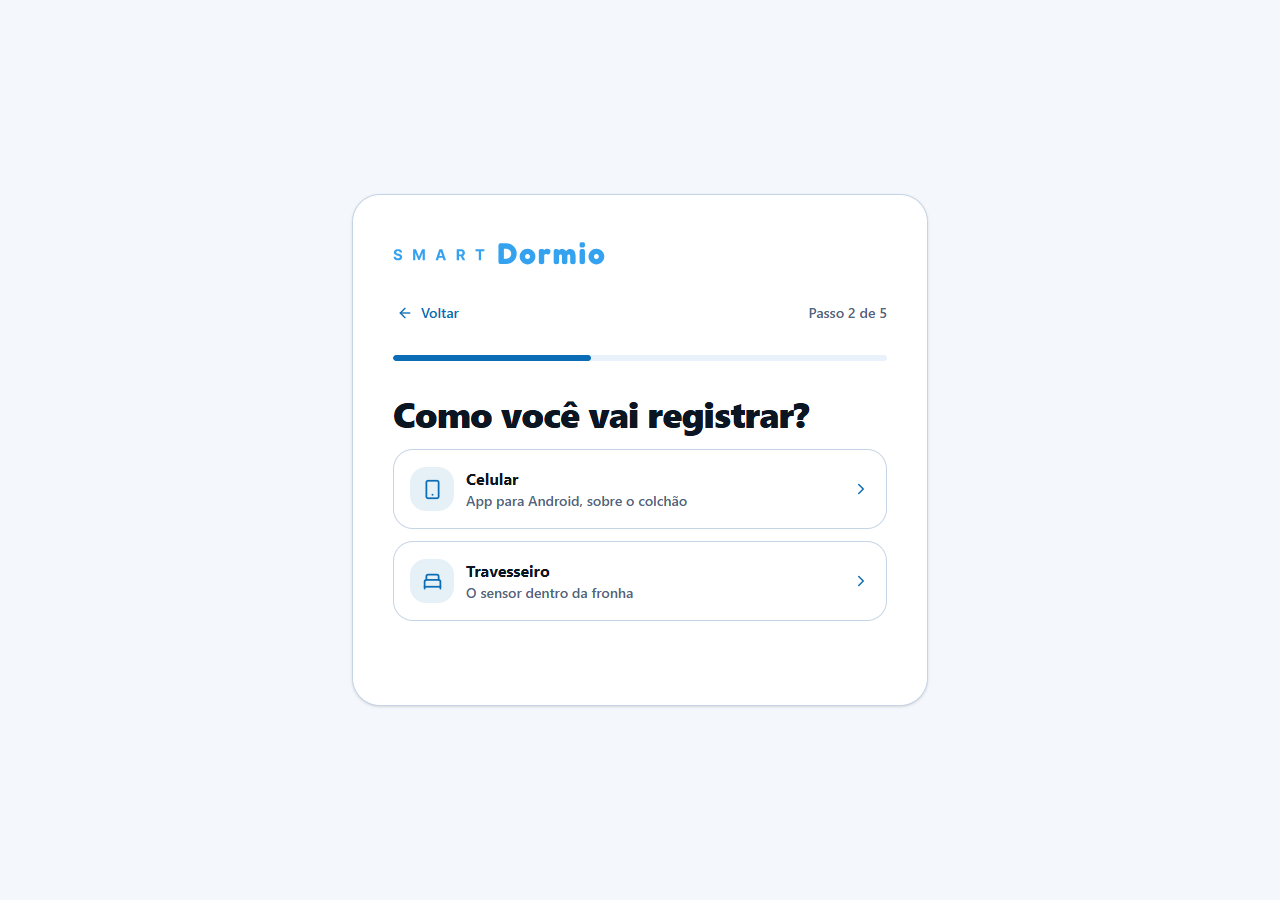 SMART Dormio
Voltar
Passo 2 de 5
Como você vai registrar?
Celular
App para Android, sobre o colchão
Travesseiro
O sensor dentro da fronha